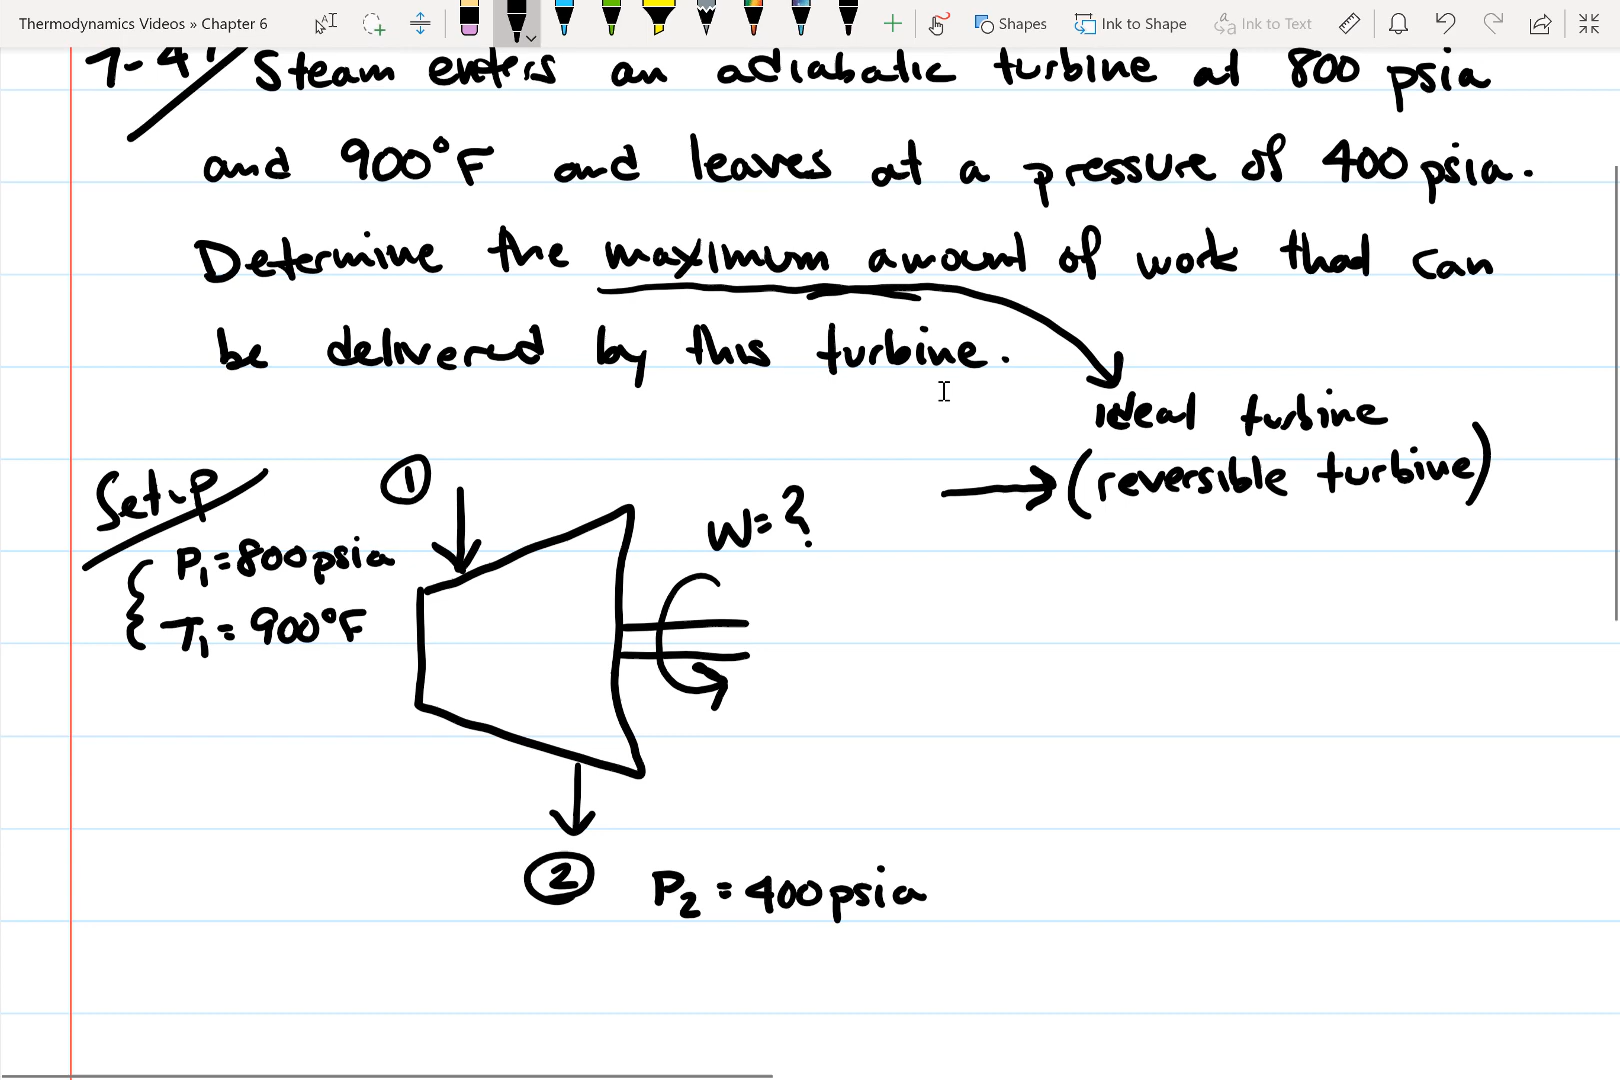 Thermodynamics Videos » Chapter 6
Shapes
Ink to Shape
Ink to Text
7-41 Steam enters an adiabatic turbine at 800 psia
and 900°F and leaves at a pressure of 400 psia.
Determine the maximum amount of work that can
be delivered by this turbine.
ideal turbine
(reversible turbine)
Setup
①
W=?
P₁=800psia
T₁=900°F
②
P₂=400psia